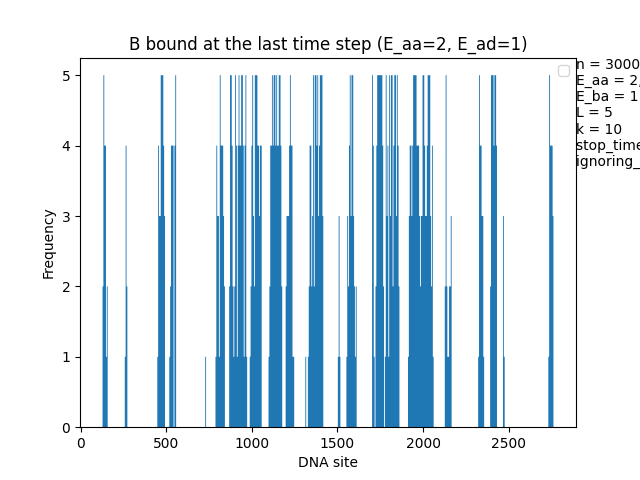 B bound at the last time step (E_aa=2, E_ad=1)
n = 3000
E_aa = 2,
E_ba = 1
L = 5
k = 10
stop_time
ignoring_
Frequency
5
4
3
2
1
0
0 500 1000 1500 2000 2500
DNA site